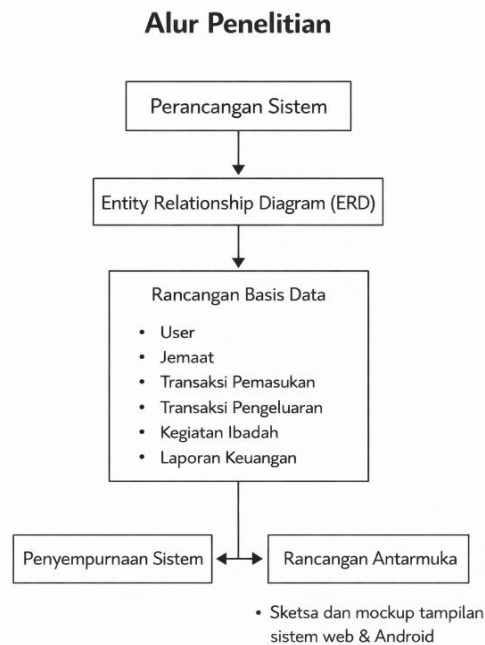 Alur Penelitian
Perancangan Sistem
Entity Relationship Diagram (ERD)
Rancangan Basis Data
• User
• Jemaat
• Transaksi Pemasukan
• Transaksi Pengeluaran
• Kegiatan Ibadah
• Laporan Keuangan
Penyempurnaan Sistem
Rancangan Antarmuka
• Sketsa dan mockup tampilan
sistem web & Android